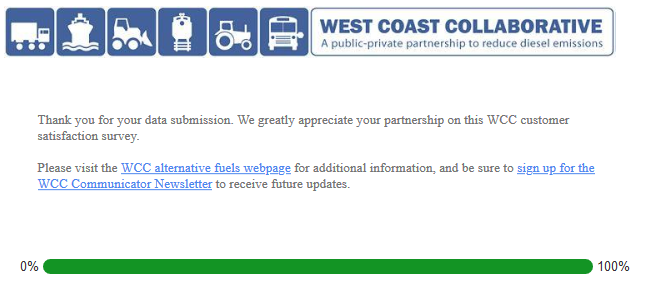 WEST COAST COLLABORATIVE
A public-private partnership to reduce diesel emissions
Thank you for your data submission. We greatly appreciate your partnership on this WCC customer
satisfaction survey.
Please visit the WCC alternative fuels webpage for additional information, and be sure to sign up for the
WCC Communicator Newsletter to receive future updates.
0% 100%